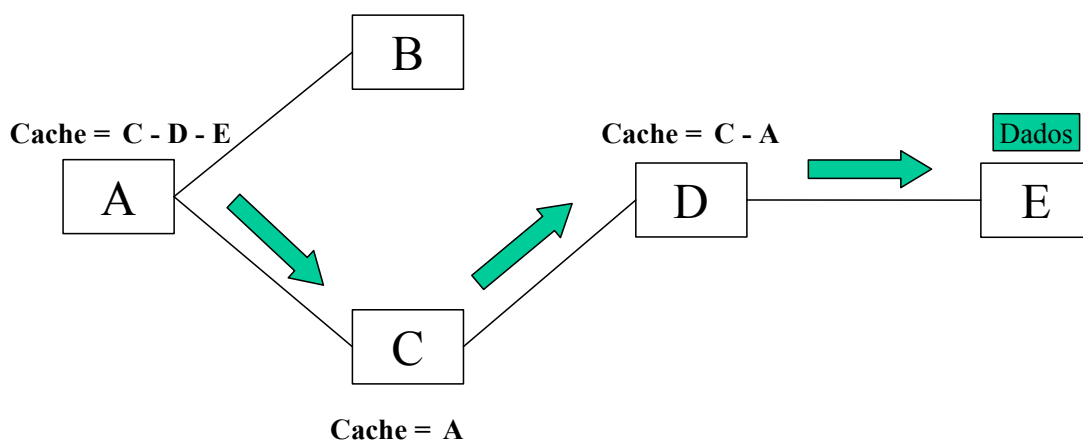 B
Cache = C - D - E
Cache = C - A
Dados
A
D
E
C
Cache = A